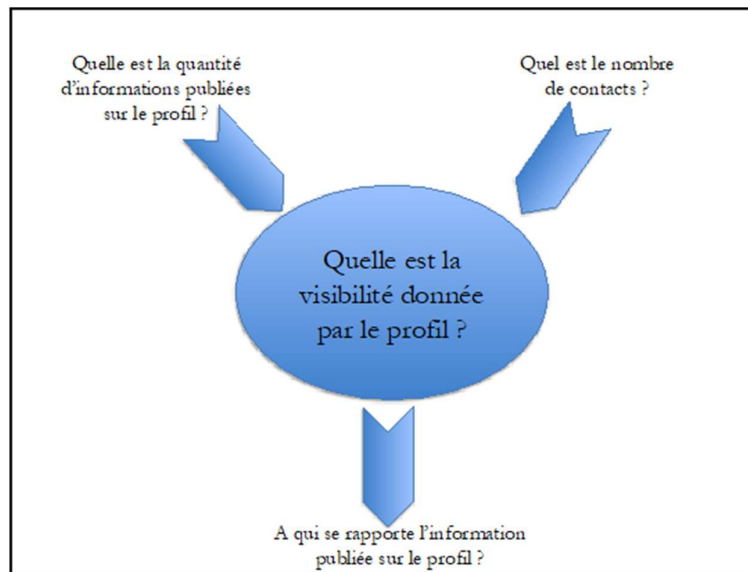 Quelle est la quantité
d'informations publiées
sur le profil ?
Quel est le nombre
de contacts ?
Quelle est la
visibilité donnée
par le profil ?
A qui se rapporte l'information
publiée sur le profil ?